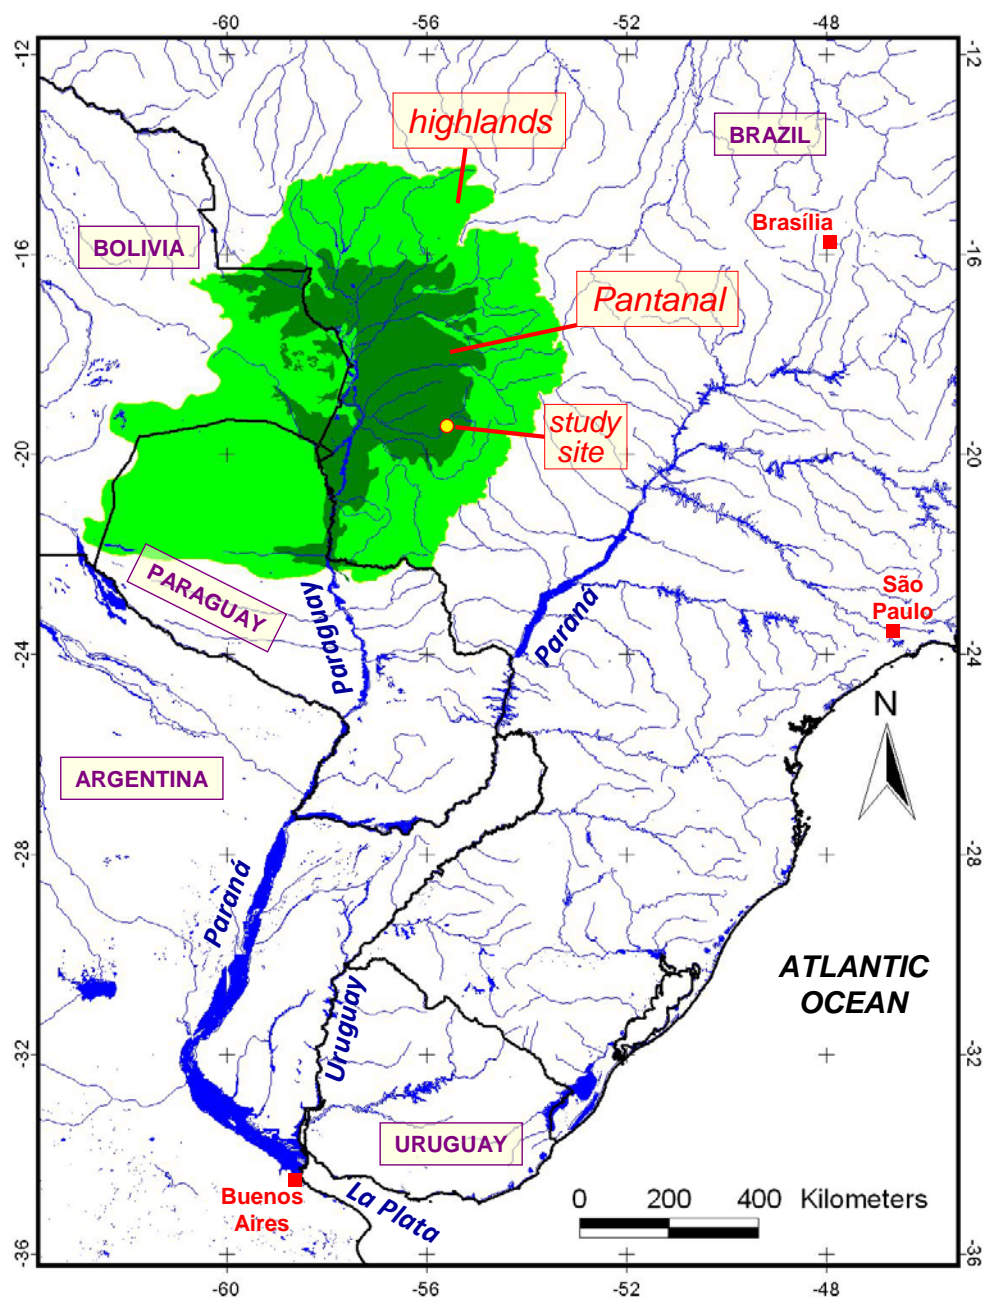 -60
-56
-52
-48
-12
-12
highlands
BRAZIL
Brasília
BOLIVIA
-16
-16
Pantanal
study
site
-20
-20
PARAGUAY
Paraguay
Paraná
São
Paulo
-24
-24
N
ARGENTINA
-28
-28
Paraná
ATLANTIC
OCEAN
Uruguay
-32
-32
URUGUAY
Buenos
Aires
La Plata
0 200 400 Kilometers
-36
-36
-60
-56
-52
-48